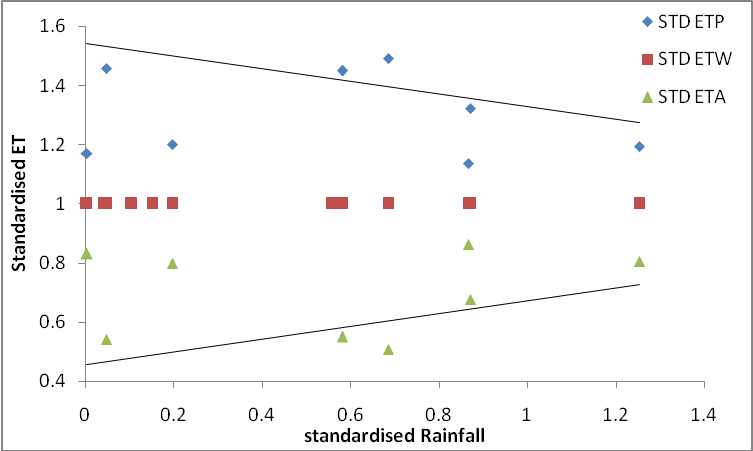 1.6
1.4
1.2
1
0.8
0.6
0.4
0 0.2 0.4 0.6 0.8 1 1.2 1.4
Standardised ET
standardised Rainfall
STD ETP
STD ETW
STD ETA